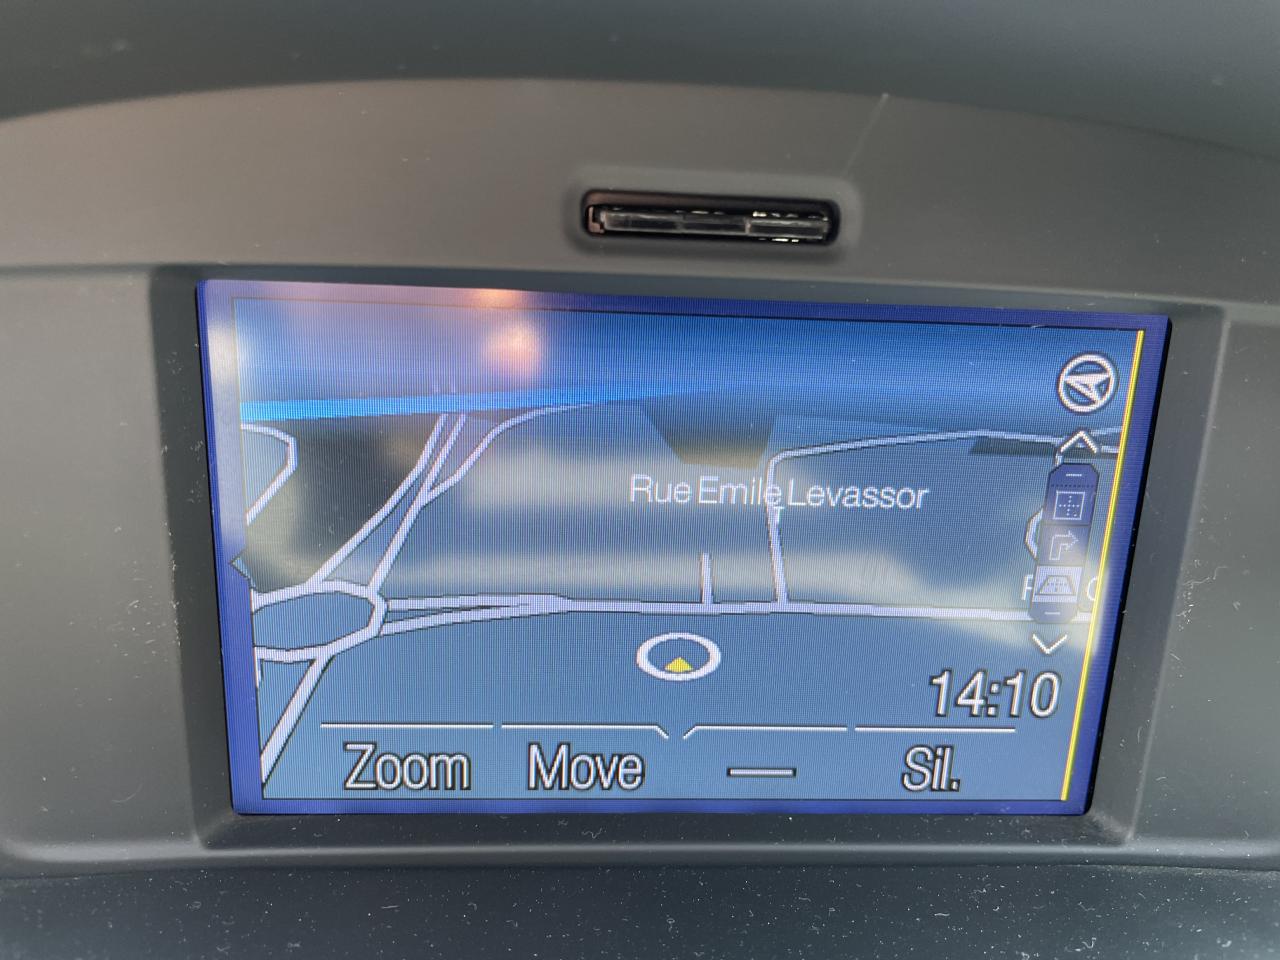 Rue Emile Levassor
14:10
Zoom Move — Sil.